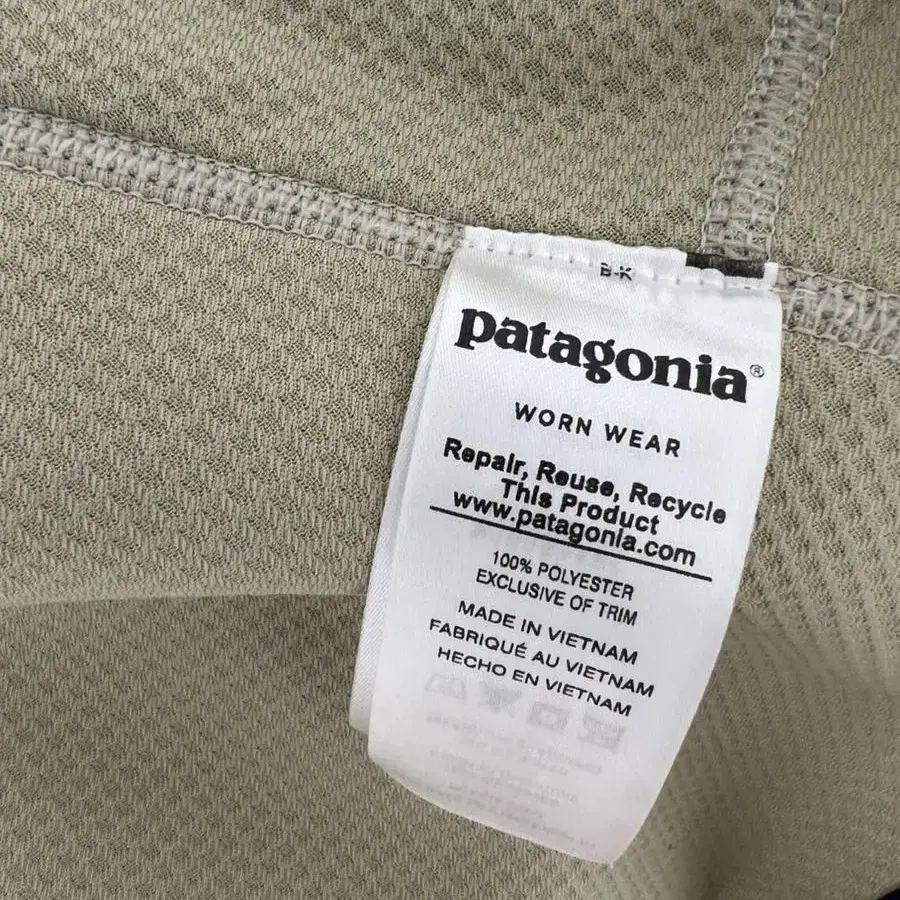 B-K
patagonia®
WORN WEAR
Repair, Reuse, Recycle
This Product
www.patagonia.com
100% POLYESTER
EXCLUSIVE OF TRIM
MADE IN VIETNAM
FABRIQUÉ AU VIETNAM
HECHO EN VIETNAM